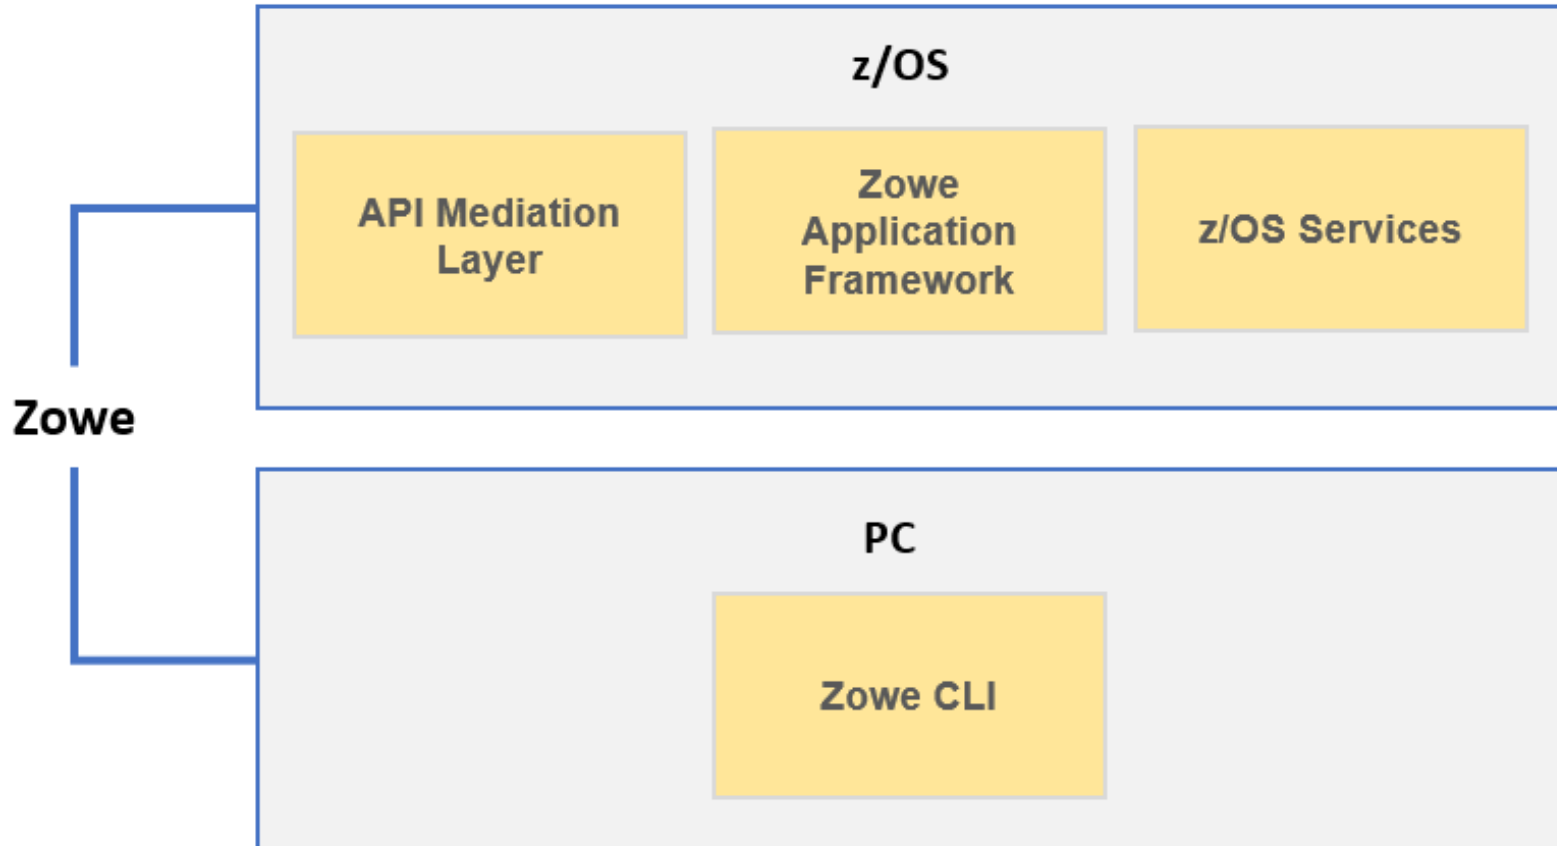 z/OS
API Mediation
Layer
Zowe
Application
Framework
z/OS Services
Zowe
PC
Zowe CLI